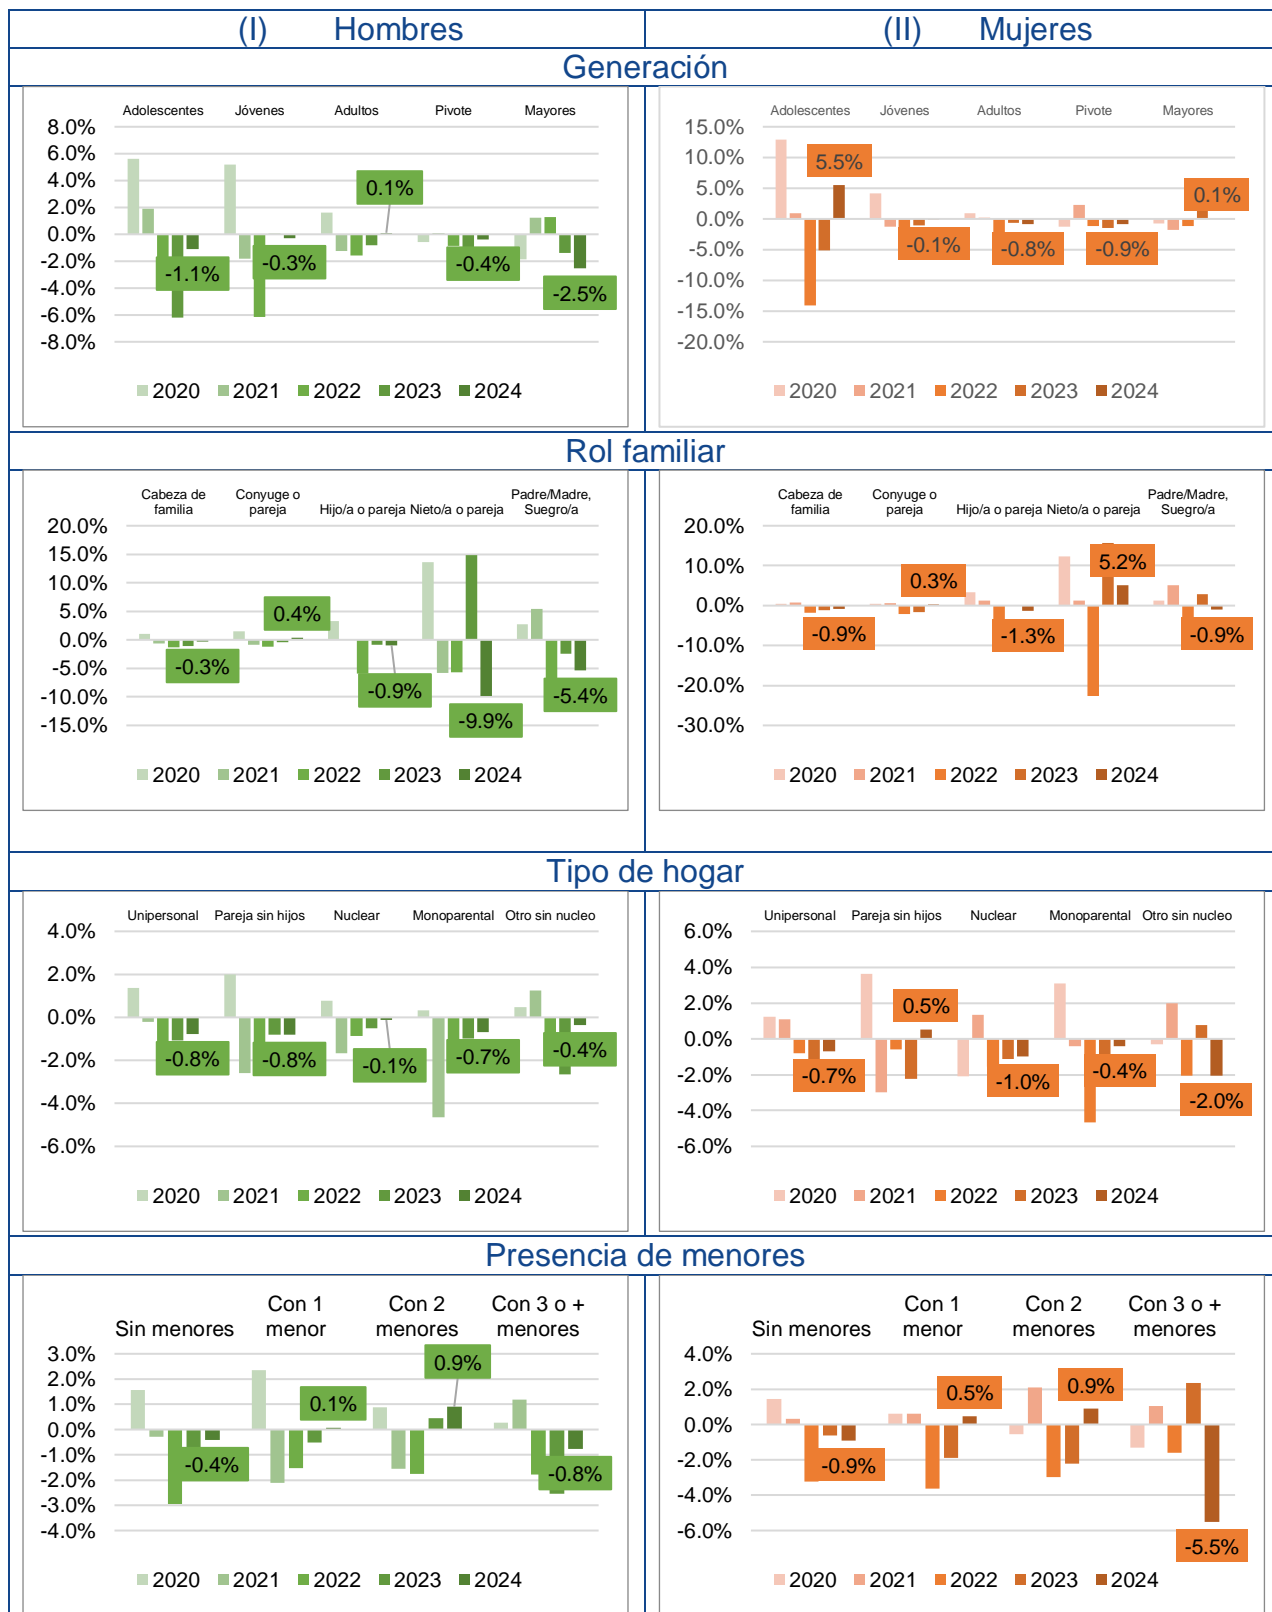 (I) Hombres
(II) Mujeres
Generación
Adolescentes Jóvenes Adultos Pivote Mayores
8.0%
6.0%
4.0%
2.0%
0.0%
-2.0%
-4.0%
-6.0%
-8.0%
-1.1%
-0.3%
0.1%
-0.4%
-2.5%
2020 2021 2022 2023 2024
Adolescentes Jóvenes Adultos Pivote Mayores
15.0%
10.0%
5.0%
0.0%
-5.0%
-10.0%
-15.0%
-20.0%
5.5%
-0.1%
-0.8%
-0.9%
0.1%
2020 2021 2022 2023 2024
Rol familiar
Cabeza de familia
Conyuge o pareja
Hijo/a o pareja
Nieto/a o pareja
Padre/Madre, Suegro/a
20.0%
15.0%
10.0%
5.0%
0.0%
-5.0%
-10.0%
-15.0%
-0.3%
0.4%
-0.9%
-9.9%
-5.4%
2020 2021 2022 2023 2024
Cabeza de familia
Conyuge o pareja
Hijo/a o pareja
Nieto/a o pareja
Padre/Madre, Suegro/a
20.0%
10.0%
0.0%
-10.0%
-20.0%
-30.0%
-0.9%
0.3%
-1.3%
5.2%
-0.9%
2020 2021 2022 2023 2024
Tipo de hogar
Unipersonal Pareja sin hijos Nuclear Monoparental Otro sin nucleo
4.0%
2.0%
0.0%
-2.0%
-4.0%
-6.0%
-0.8%
-0.8%
-0.1%
-0.7%
-0.4%
2020 2021 2022 2023 2024
Unipersonal Pareja sin hijos Nuclear Monoparental Otro sin nucleo
6.0%
4.0%
2.0%
0.0%
-2.0%
-4.0%
-6.0%
-0.7%
0.5%
-1.0%
-0.4%
-2.0%
2020 2021 2022 2023 2024
Presencia de menores
Sin menores
Con 1 menor
Con 2 menores
Con 3 o + menores
3.0%
2.0%
1.0%
0.0%
-1.0%
-2.0%
-3.0%
-4.0%
-0.4%
0.1%
0.9%
-0.8%
2020 2021 2022 2023 2024
Sin menores
Con 1 menor
Con 2 menores
Con 3 o + menores
4.0%
2.0%
0.0%
-2.0%
-4.0%
-6.0%
-0.9%
0.5%
0.9%
-5.5%
2020 2021 2022 2023 2024